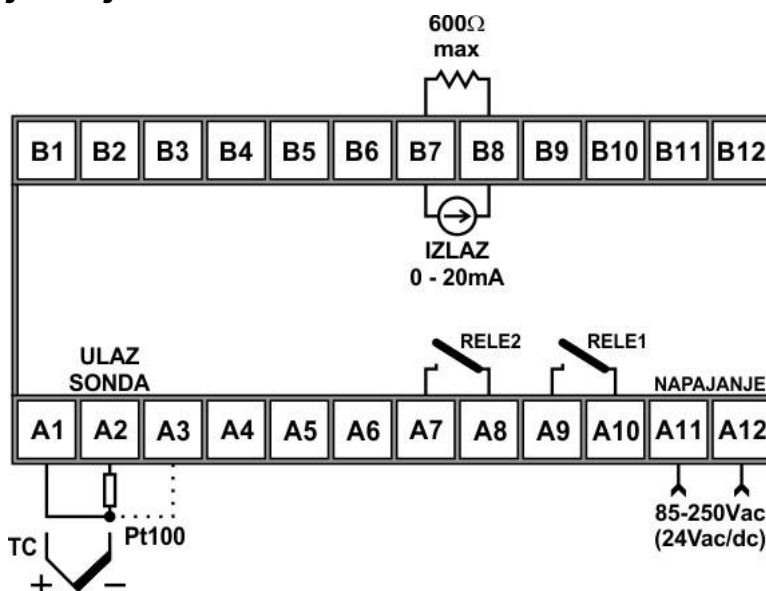 600Ω
max
B1 B2 B3 B4 B5 B6 B7 B8 B9 B10 B11 B12
IZLAZ
0 - 20mA
ULAZ
SONDA
RELE2
RELE1
NAPAJANJE
A1 A2 A3 A4 A5 A6 A7 A8 A9 A10 A11 A12
Pt100
TC
+ −
85-250Vac
(24Vac/dc)